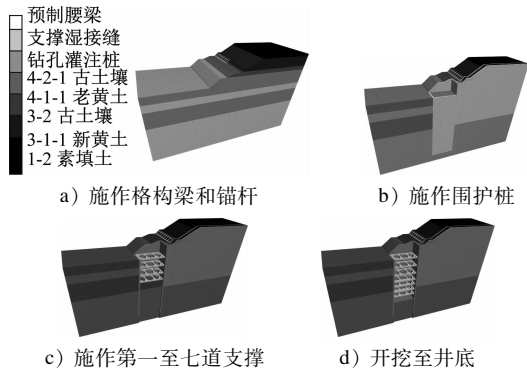 预制腰梁
支撑湿接缝
钻孔灌注桩
4-2-1 古土壤
4-1-1 老黄土
3-2 古土壤
3-1-1 新黄土
1-2 素填土
a）施作格构梁和锚杆
b）施作围护桩
c）施作第一至七道支撑
d）开挖至井底